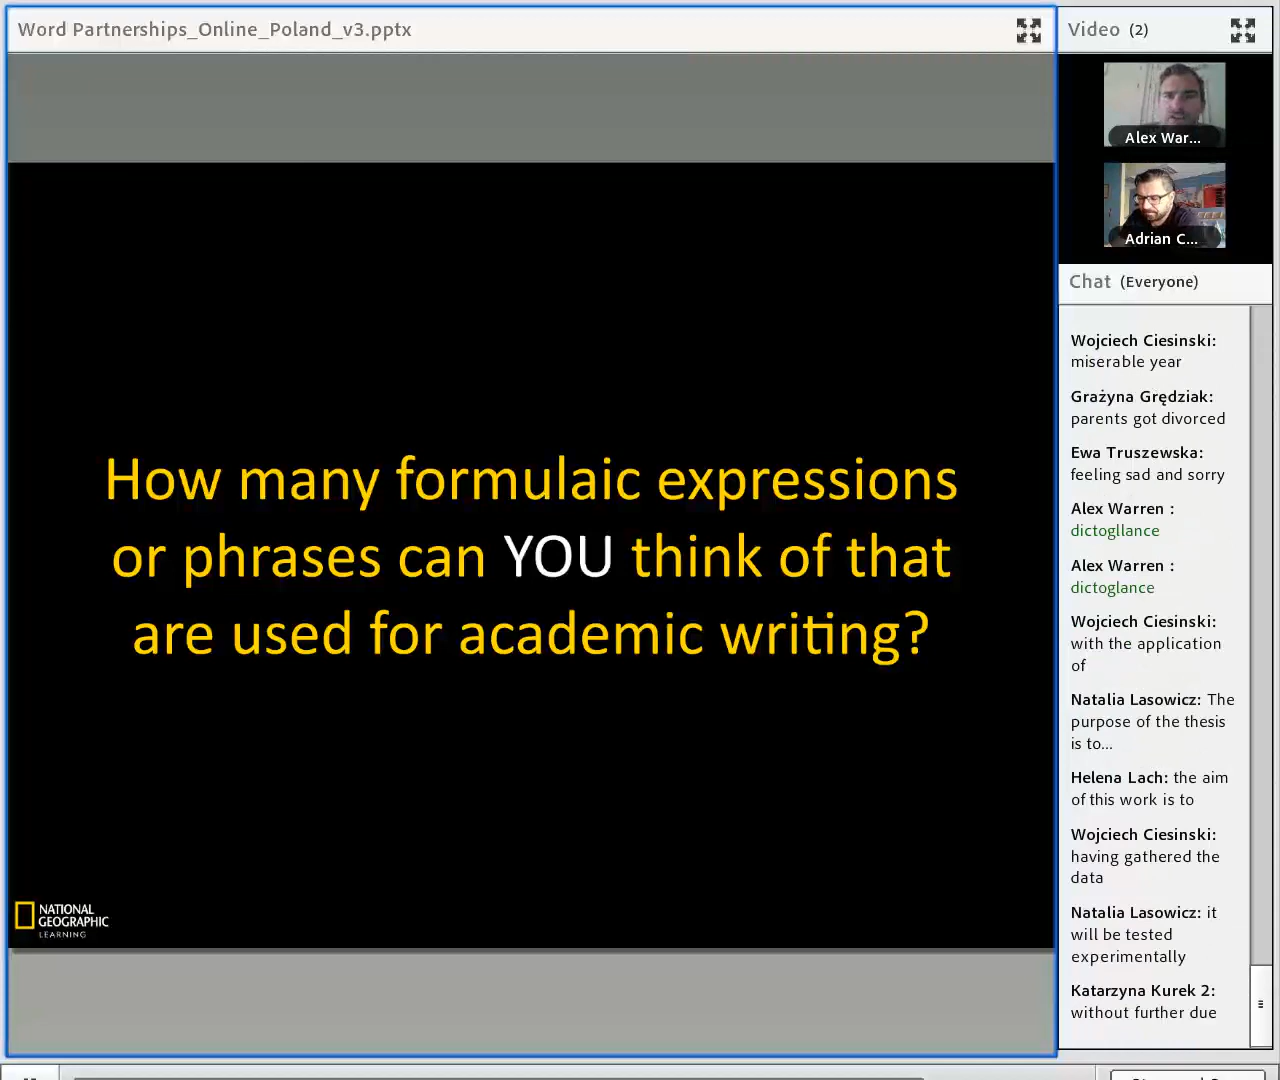 Word Partnerships_Online_Poland_v3.pptx
Video (2)
Alex War...
Adrian C...
Chat (Everyone)
How many formulaic expressions
or phrases can YOU think of that
are used for academic writing?
NATIONAL
GEOGRAPHIC
LEARNING
Wojciech Ciesinski:
miserable year
Grażyna Grędziak:
parents got divorced
Ewa Truszewska:
feeling sad and sorry
Alex Warren :
dictogllance
Alex Warren :
dictoglance
Wojciech Ciesinski:
with the application
of
Natalia Lasowicz: The
purpose of the thesis
is to...
Helena Lach: the aim
of this work is to
Wojciech Ciesinski:
having gathered the
data
Natalia Lasowicz: it
will be tested
experimentally
Katarzyna Kurek 2:
without further due